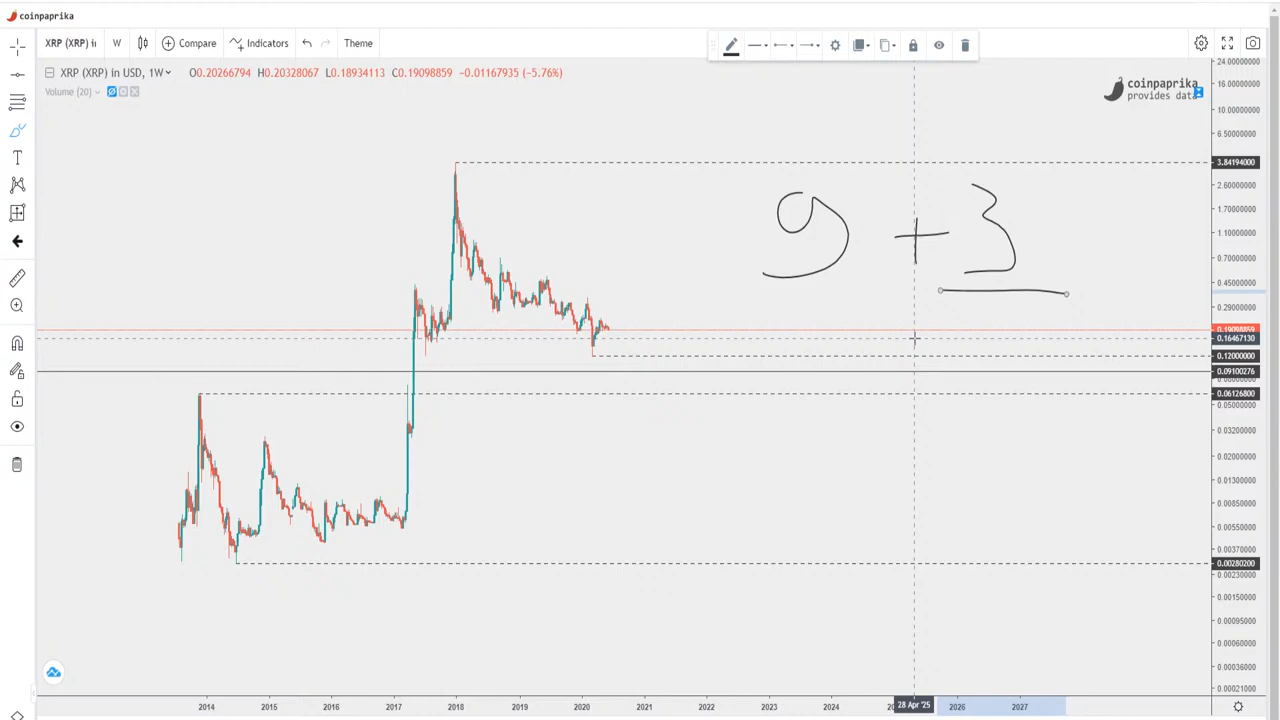 coinpaprika
XRP (XRP) i
W
Compare
Indicators
Theme
XRP (XRP) in USD, 1W
O0.20266794 H0.20328067 L0.18934113 C0.19098859 −0.01167935 (−5.76%)
Volume (20)
coinpaprika
provides data
9 + 3
24.00000000
16.00000000
10.00000000
6.50000000
3.84194000
2.60000000
1.70000000
1.10000000
0.70000000
0.45000000
0.29000000
0.19098859
0.16467130
0.12000000
0.09100276
0.06126800
0.05000000
0.03200000
0.02000000
0.01300000
0.00850000
0.00550000
0.00370000
0.00280200
0.00230000
0.00150000
0.00095000
0.00060000
0.00036000
0.00021000
2014 2015 2016 2017 2018 2019 2020 2021 2022 2023 2024 28 Apr '25 2026 2027